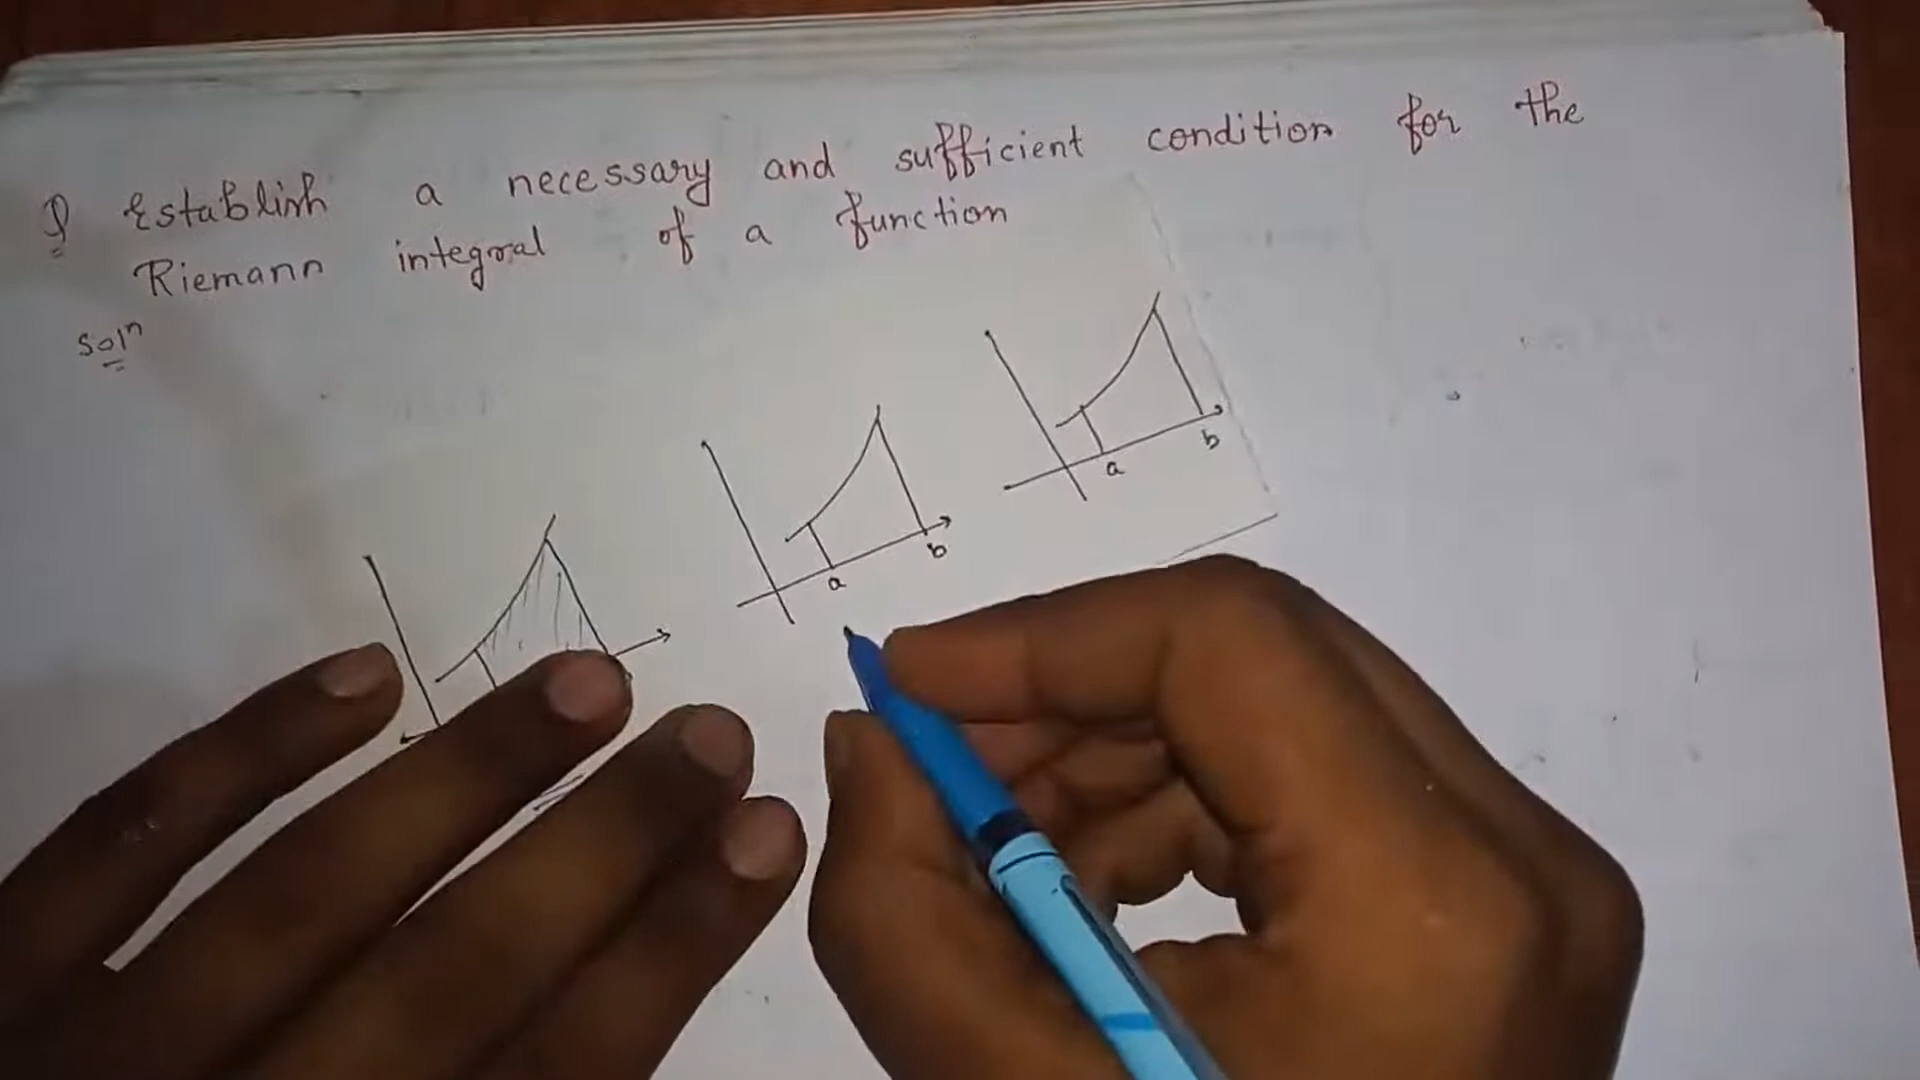 Q Establish a necessary and sufficient condition for the
Riemann integral of a function
Solⁿ
a b
a b